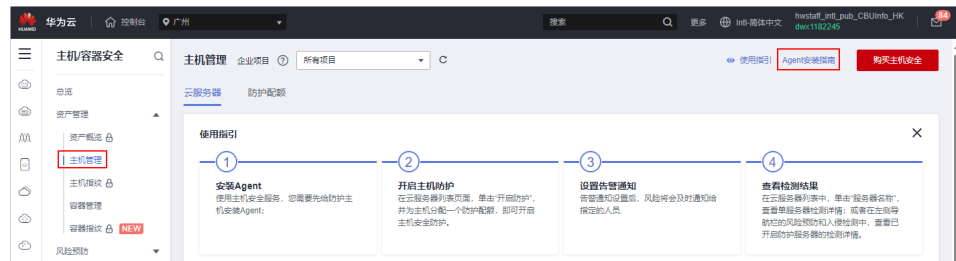 HUAWEI
华为云
控制台
广州
搜索
更多
Intl-简体中文
hwstaff_intl_pub_CBUInfo_HK
dwx1182245
84
主机/容器安全
主机管理
企业项目
所有项目
使用指引
Agent安装指南
购买主机安全
总览
云服务器
防护配额
资产管理
资产概览
主机管理
主机指纹
容器管理
容器指纹
NEW
风险预防
使用指引
1
2
3
4
安装Agent
使用主机安全服务，您需要先给防护主
机安装Agent;
开启主机防护
在云服务器列表页面，单击“开启防护”，
并为主机分配一个防护配额，即可开启
主机安全防护。
设置告警通知
告警通知设置后，风险将会及时通知给
指定的人员.
查看检测结果
在云服务器列表中，单击“服务器名称”，
查看单服务器检测详情；或者在左侧导
航栏的风险预防和入侵检测中，查看已
开启防护服务器的检测详情。